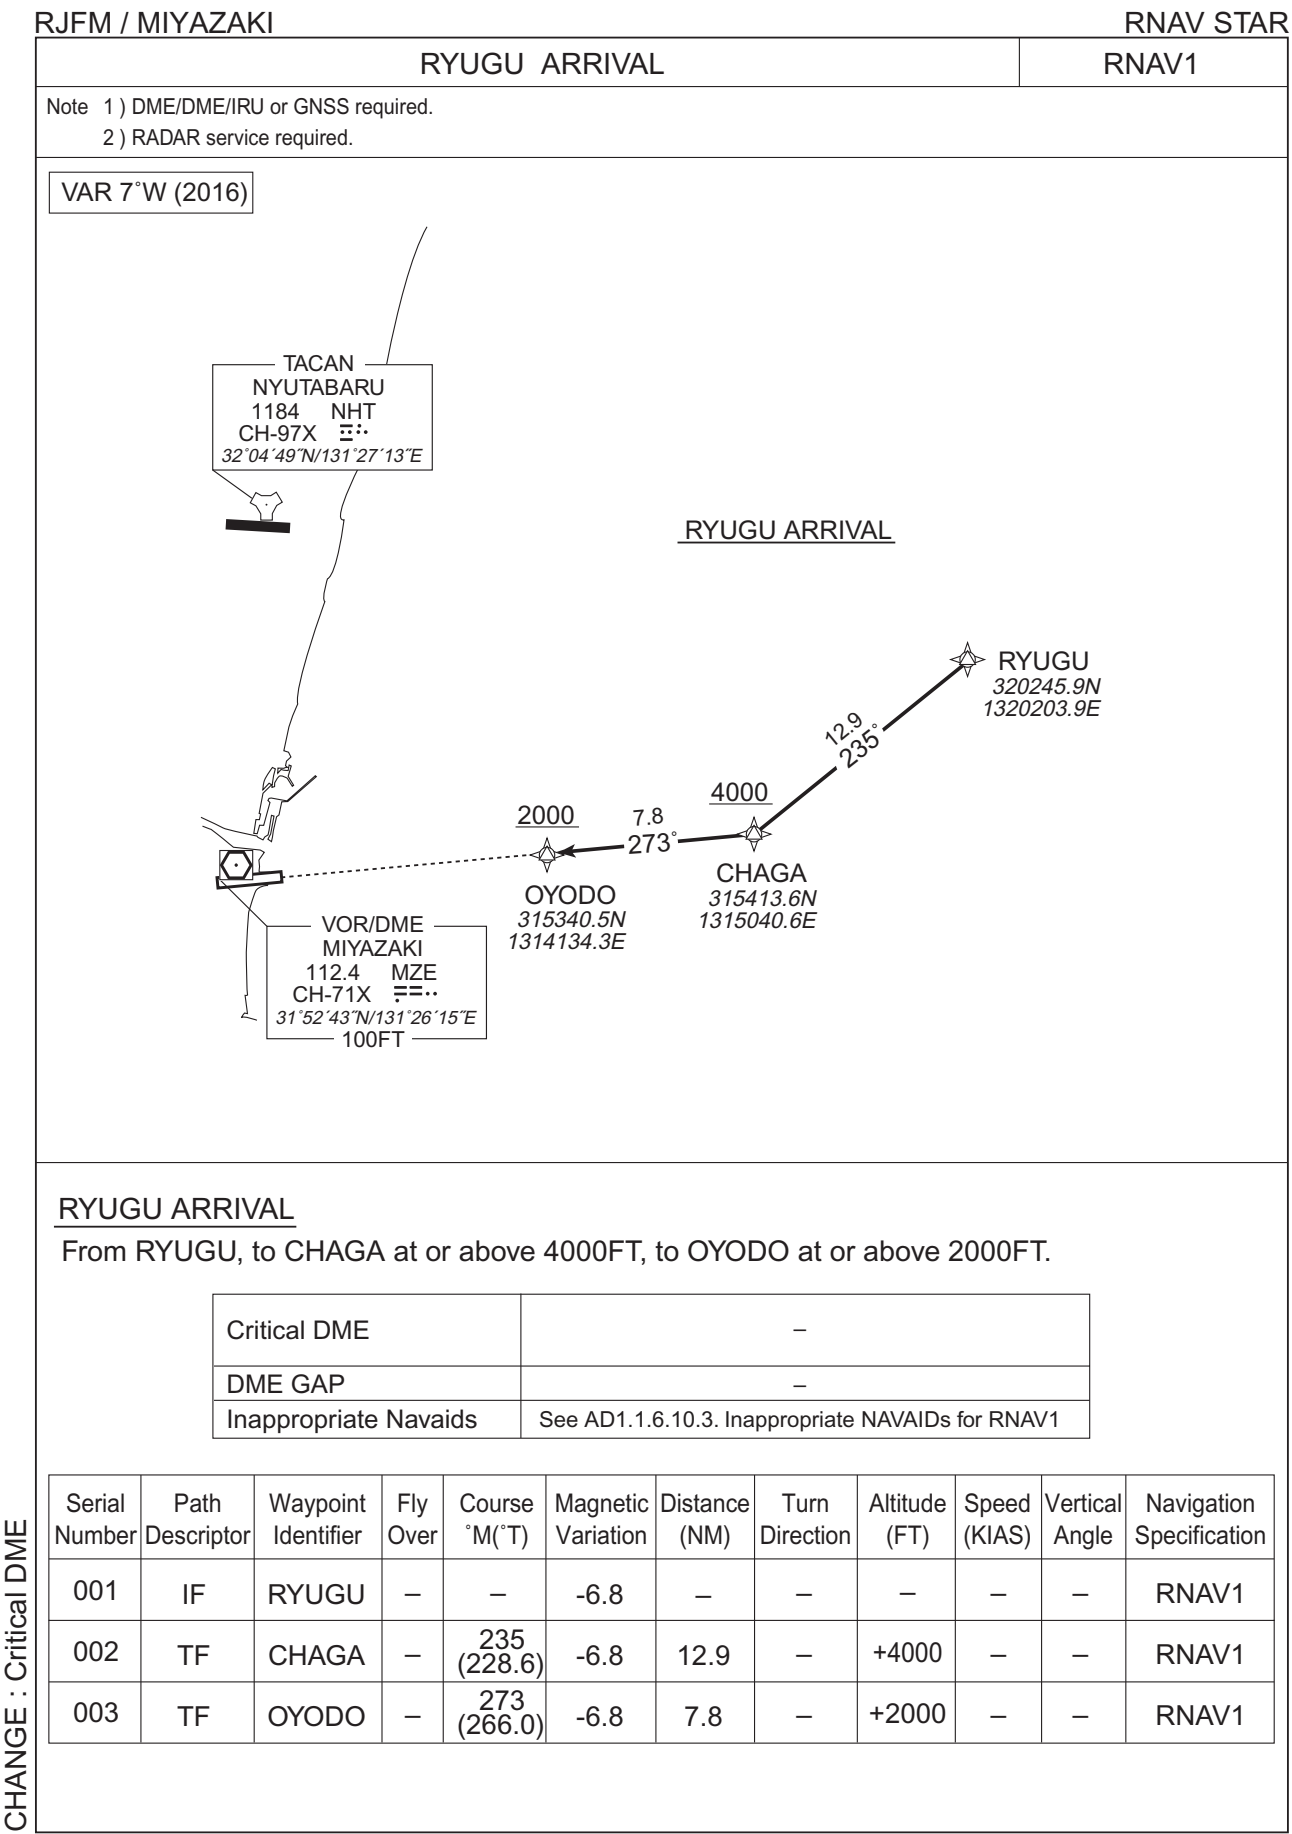 RJFM / MIYAZAKI
RNAV STAR
RYUGU ARRIVAL
RNAV1
Note 1 ) DME/DME/IRU or GNSS required.
2 ) RADAR service required.
VAR 7˚W (2016)
TACAN
NYUTABARU
1184 NHT
CH-97X
32˚04´49˝N/131˚27´13˝E
RYUGU ARRIVAL
RYUGU
320245.9N
1320203.9E
12.9
235˚
4000
CHAGA
315413.6N
1315040.6E
7.8
273˚
2000
OYODO
315340.5N
1314134.3E
VOR/DME
MIYAZAKI
112.4 MZE
CH-71X
31˚52´43˝N/131˚26´15˝E
100FT
RYUGU ARRIVAL
From RYUGU, to CHAGA at or above 4000FT, to OYODO at or above 2000FT.
Critical DME –
DME GAP –
Inappropriate Navaids See AD1.1.6.10.3. Inappropriate NAVAIDs for RNAV1
Serial Path Waypoint Fly Course Magnetic Distance Turn Altitude Speed Vertical Navigation
Number Descriptor Identifier Over ˚M(˚T) Variation (NM) Direction (FT) (KIAS) Angle Specification
001 IF RYUGU – – -6.8 – – – – – RNAV1
002 TF CHAGA – 235 (228.6) -6.8 12.9 – +4000 – – RNAV1
003 TF OYODO – 273 (266.0) -6.8 7.8 – +2000 – – RNAV1
CHANGE : Critical DME